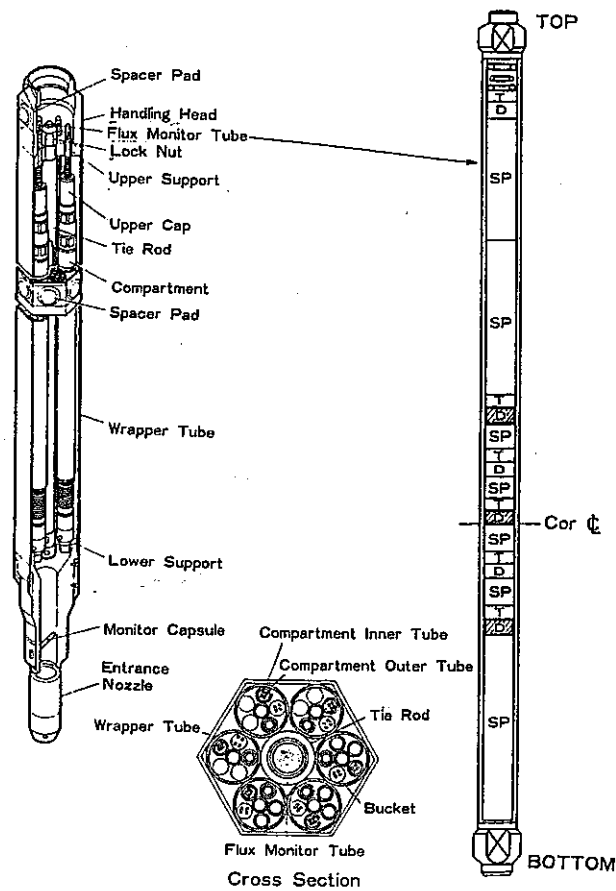 Spacer Pad
Handling Head
Flux Monitor Tube
Lock Nut
Upper Support
Upper Cap
Tie Rod
Compartment
Spacer Pad
Wrapper Tube
Lower Support
Monitor Capsule
Entrance
Nozzle
Compartment Inner Tube
Compartment Outer Tube
Wrapper Tube
Tie Rod
Bucket
Flux Monitor Tube
Cross Section
TOP
T
D
SP
SP
T
D
SP
T
D
SP
T
D
Cor ℄
SP
T
D
SP
T
D
SP
BOTTOM